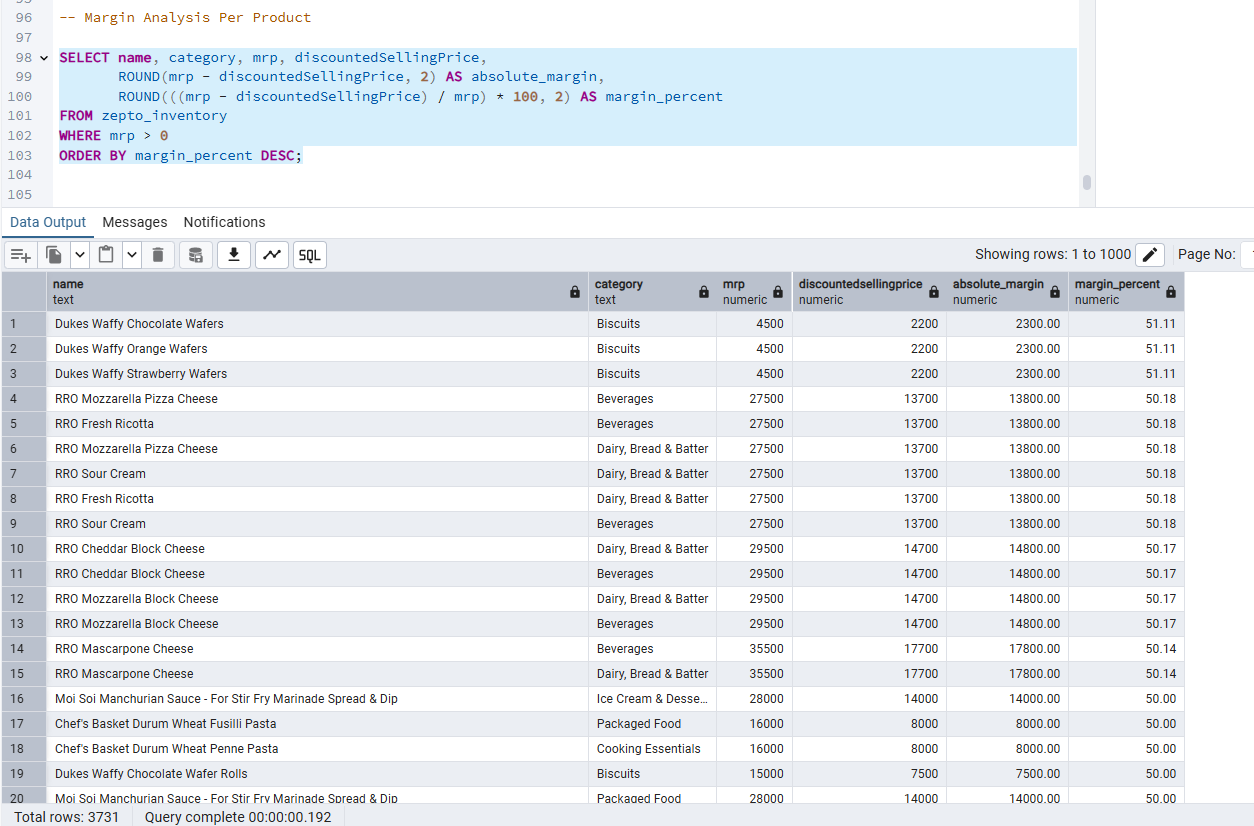 96 -- Margin Analysis Per Product
97
98 SELECT name, category, mrp, discountedSellingPrice,
99 ROUND(mrp - discountedSellingPrice, 2) AS absolute_margin,
100 ROUND(((mrp - discountedSellingPrice) / mrp) * 100, 2) AS margin_percent
101 FROM zepto_inventory
102 WHERE mrp > 0
103 ORDER BY margin_percent DESC;
104
105
Data Output Messages Notifications
SQL Showing rows: 1 to 1000 Page No:
name category mrp discountedsellingprice absolute_margin margin_percent
text text numeric numeric numeric numeric
1 Dukes Waffy Chocolate Wafers Biscuits 4500 2200 2300.00 51.11
2 Dukes Waffy Orange Wafers Biscuits 4500 2200 2300.00 51.11
3 Dukes Waffy Strawberry Wafers Biscuits 4500 2200 2300.00 51.11
4 RRO Mozzarella Pizza Cheese Beverages 27500 13700 13800.00 50.18
5 RRO Fresh Ricotta Beverages 27500 13700 13800.00 50.18
6 RRO Mozzarella Pizza Cheese Dairy, Bread & Batter 27500 13700 13800.00 50.18
7 RRO Sour Cream Dairy, Bread & Batter 27500 13700 13800.00 50.18
8 RRO Fresh Ricotta Dairy, Bread & Batter 27500 13700 13800.00 50.18
9 RRO Sour Cream Beverages 27500 13700 13800.00 50.18
10 RRO Cheddar Block Cheese Dairy, Bread & Batter 29500 14700 14800.00 50.17
11 RRO Cheddar Block Cheese Beverages 29500 14700 14800.00 50.17
12 RRO Mozzarella Block Cheese Dairy, Bread & Batter 29500 14700 14800.00 50.17
13 RRO Mozzarella Block Cheese Beverages 29500 14700 14800.00 50.17
14 RRO Mascarpone Cheese Beverages 35500 17700 17800.00 50.14
15 RRO Mascarpone Cheese Dairy, Bread & Batter 35500 17700 17800.00 50.14
16 Moi Soi Manchurian Sauce - For Stir Fry Marinade Spread & Dip Ice Cream & Desse... 28000 14000 14000.00 50.00
17 Chef's Basket Durum Wheat Fusilli Pasta Packaged Food 16000 8000 8000.00 50.00
18 Chef's Basket Durum Wheat Penne Pasta Cooking Essentials 16000 8000 8000.00 50.00
19 Dukes Waffy Chocolate Wafer Rolls Biscuits 15000 7500 7500.00 50.00
20 Moi Soi Manchurian Sauce - For Stir Fry Marinade Spread & Dip Packaged Food 28000 14000 14000.00 50.00
Total rows: 3731 Query complete 00:00:00.192